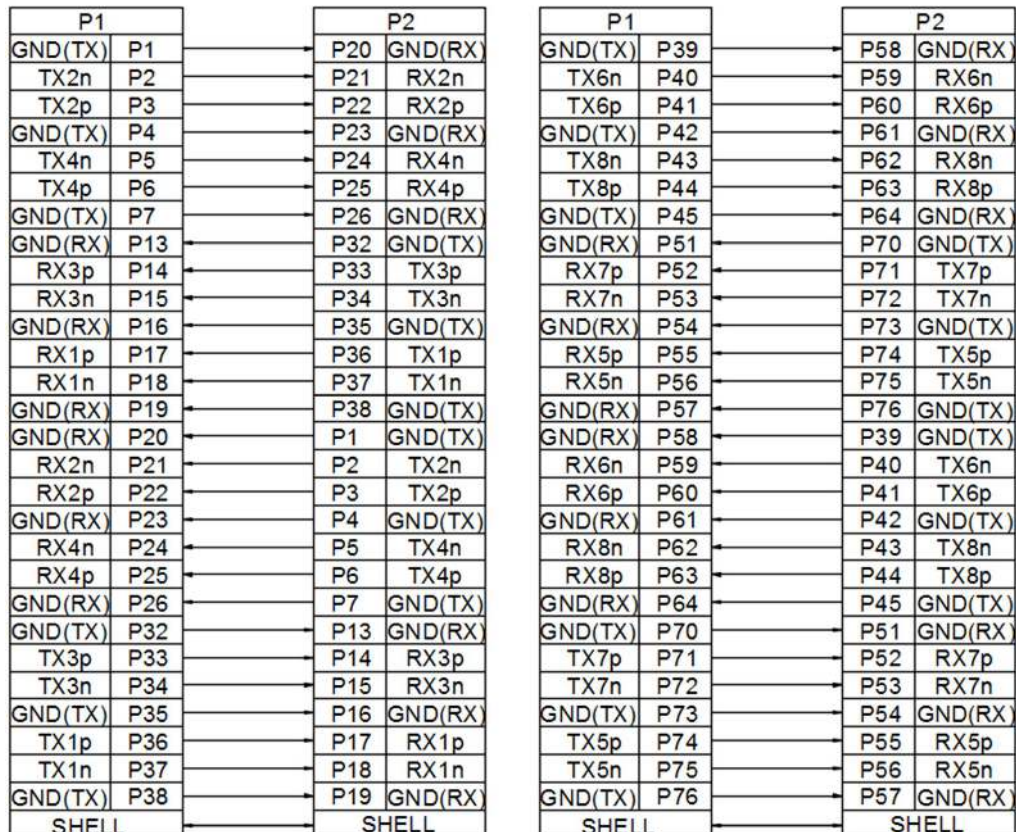 P1 P2 P1 P2
GND(TX) P1 P20 GND(RX) GND(TX) P39 P58 GND(RX)
TX2n P2 P21 RX2n TX6n P40 P59 RX6n
TX2p P3 P22 RX2p TX6p P41 P60 RX6p
GND(TX) P4 P23 GND(RX) GND(TX) P42 P61 GND(RX)
TX4n P5 P24 RX4n TX8n P43 P62 RX8n
TX4p P6 P25 RX4p TX8p P44 P63 RX8p
GND(TX) P7 P26 GND(RX) GND(TX) P45 P64 GND(RX)
GND(RX) P13 P32 GND(TX) GND(RX) P51 P70 GND(TX)
RX3p P14 P33 TX3p RX7p P52 P71 TX7p
RX3n P15 P34 TX3n RX7n P53 P72 TX7n
GND(RX) P16 P35 GND(TX) GND(RX) P54 P73 GND(TX)
RX1p P17 P36 TX1p RX5p P55 P74 TX5p
RX1n P18 P37 TX1n RX5n P56 P75 TX5n
GND(RX) P19 P38 GND(TX) GND(RX) P57 P76 GND(TX)
GND(RX) P20 P1 GND(TX) GND(RX) P58 P39 GND(TX)
RX2n P21 P2 TX2n RX6n P59 P40 TX6n
RX2p P22 P3 TX2p RX6p P60 P41 TX6p
GND(RX) P23 P4 GND(TX) GND(RX) P61 P42 GND(TX)
RX4n P24 P5 TX4n RX8n P62 P43 TX8n
RX4p P25 P6 TX4p RX8p P63 P44 TX8p
GND(RX) P26 P7 GND(TX) GND(RX) P64 P45 GND(TX)
GND(TX) P32 P13 GND(RX) GND(TX) P70 P51 GND(RX)
TX3p P33 P14 RX3p TX7p P71 P52 RX7p
TX3n P34 P15 RX3n TX7n P72 P53 RX7n
GND(TX) P35 P16 GND(RX) GND(TX) P73 P54 GND(RX)
TX1p P36 P17 RX1p TX5p P74 P55 RX5p
TX1n P37 P18 RX1n TX5n P75 P56 RX5n
GND(TX) P38 P19 GND(RX) GND(TX) P76 P57 GND(RX)
SHELL SHELL SHELL SHELL